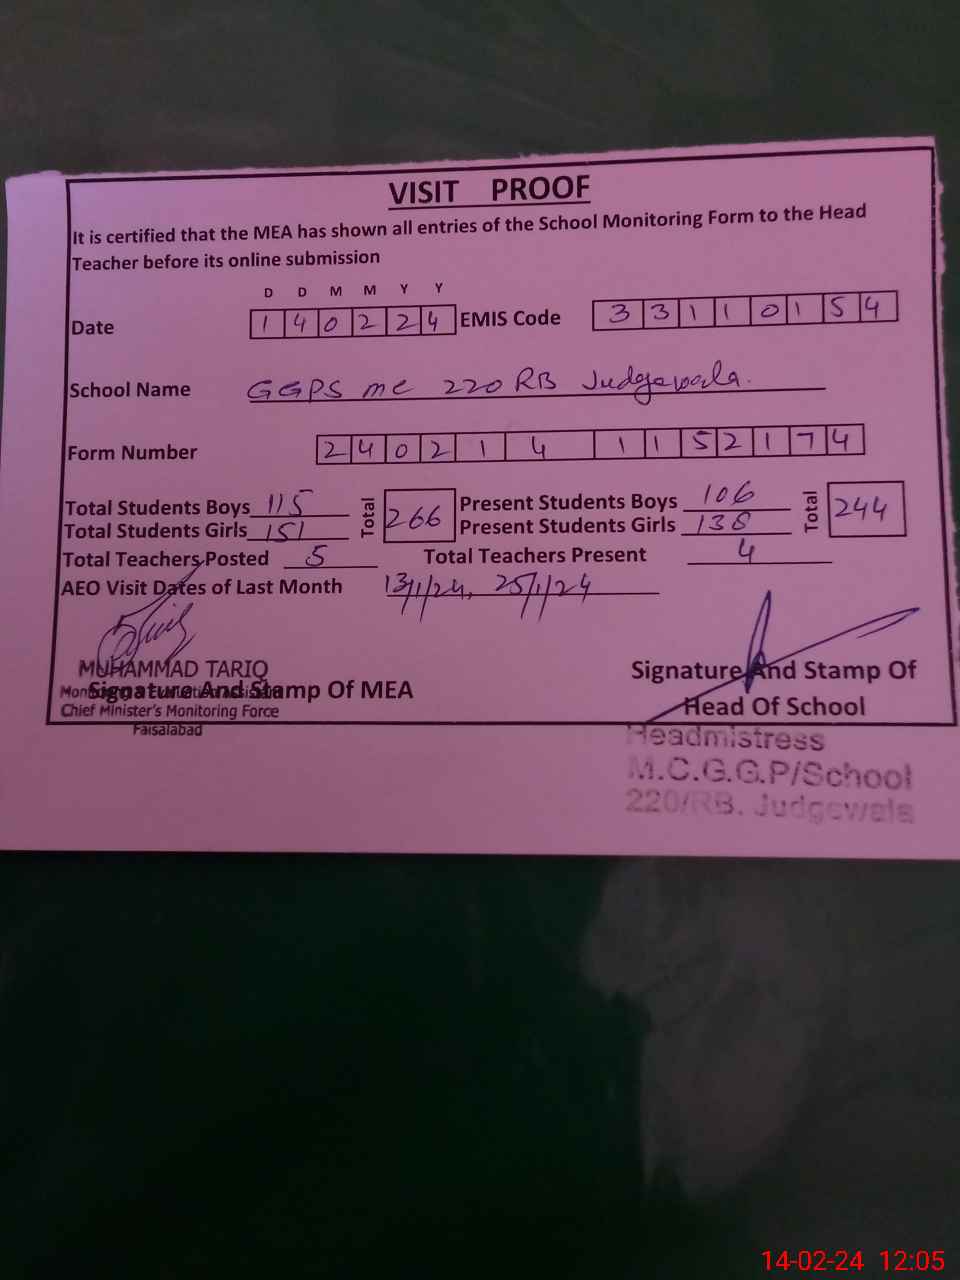 VISIT PROOF
It is certified that the MEA has shown all entries of the School Monitoring Form to the Head
Teacher before its online submission
D D M M Y Y
Date 1 4 0 2 2 4 EMIS Code 3 3 1 1 0 1 5 4
School Name GGPS mc 220 RB Judgewala.
Form Number 2 4 0 2 1 4 1 1 5 2 1 7 4
Total Students Boys 115 Total 266 Present Students Boys 106 Total 244
Total Students Girls 151 Present Students Girls 138
Total Teachers Posted 5 Total Teachers Present 4
AEO Visit Dates of Last Month 13/1/24, 25/1/24
MUHAMMAD TARIQ
Signature And Stamp Of MEA
Chief Minister's Monitoring Force
Faisalabad
Signature And Stamp Of
Head Of School
Headmistress
M.C.G.G.P/School
220/RB. Judgewala
14-02-24 12:05